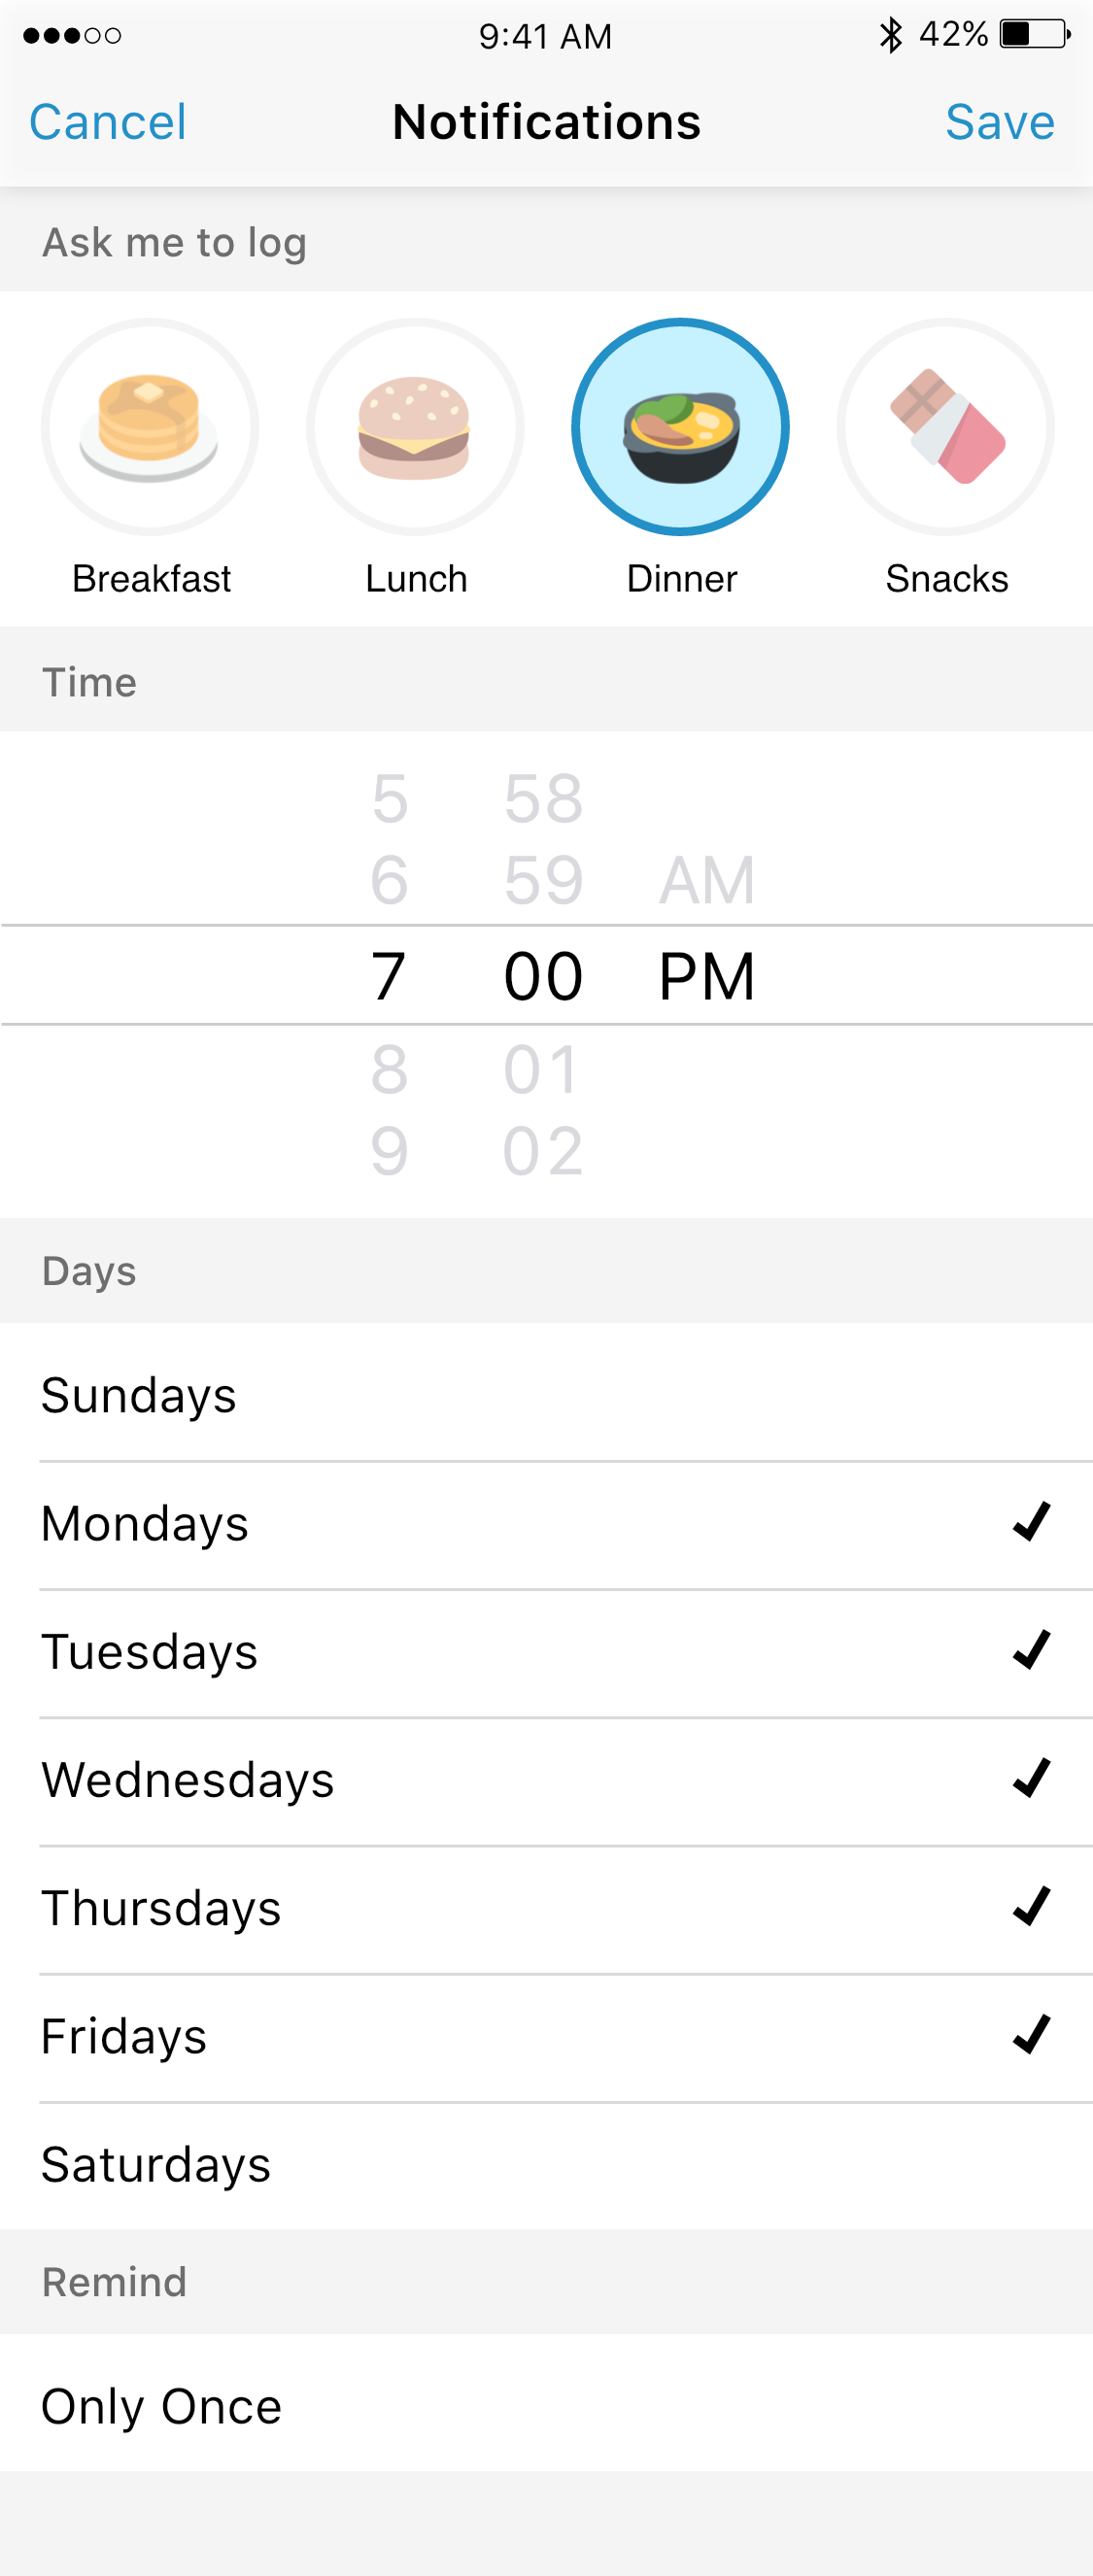 9:41 AM 42%
Cancel Notifications Save
Ask me to log
Breakfast Lunch Dinner Snacks
Time
5 58
6 59 AM
7 00 PM
8 01
9 02
Days
Sundays
Mondays
Tuesdays
Wednesdays
Thursdays
Fridays
Saturdays
Remind
Only Once